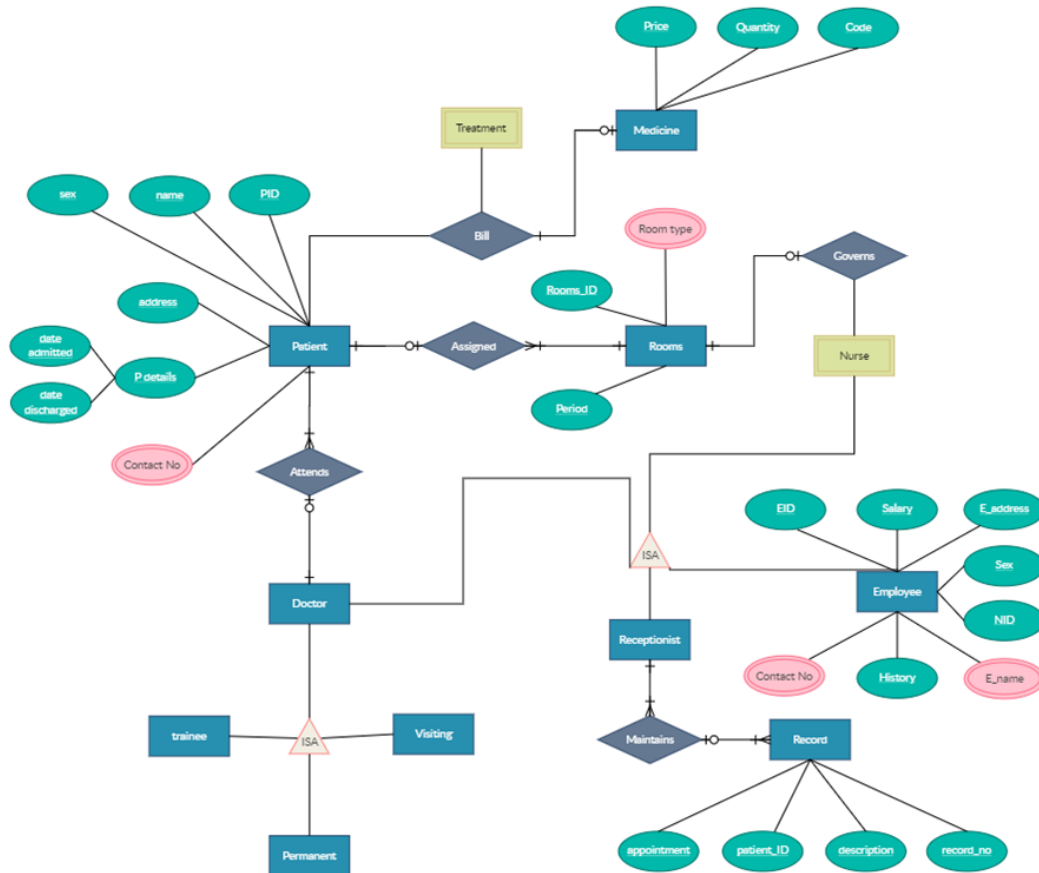 Price
Quantity
Code
Treatment
Medicine
sex
name
PID
Bill
Room type
Governs
address
Rooms_ID
date
admitted
Patient
Assigned
Rooms
Nurse
P details
date
discharged
Period
Contact No
Attends
EID
Salary
E_address
ISA
Sex
Doctor
Employee
NID
Receptionist
Contact No
History
E_name
trainee
ISA
Visiting
Maintains
Record
Permanent
appointment
patient_ID
description
record_no